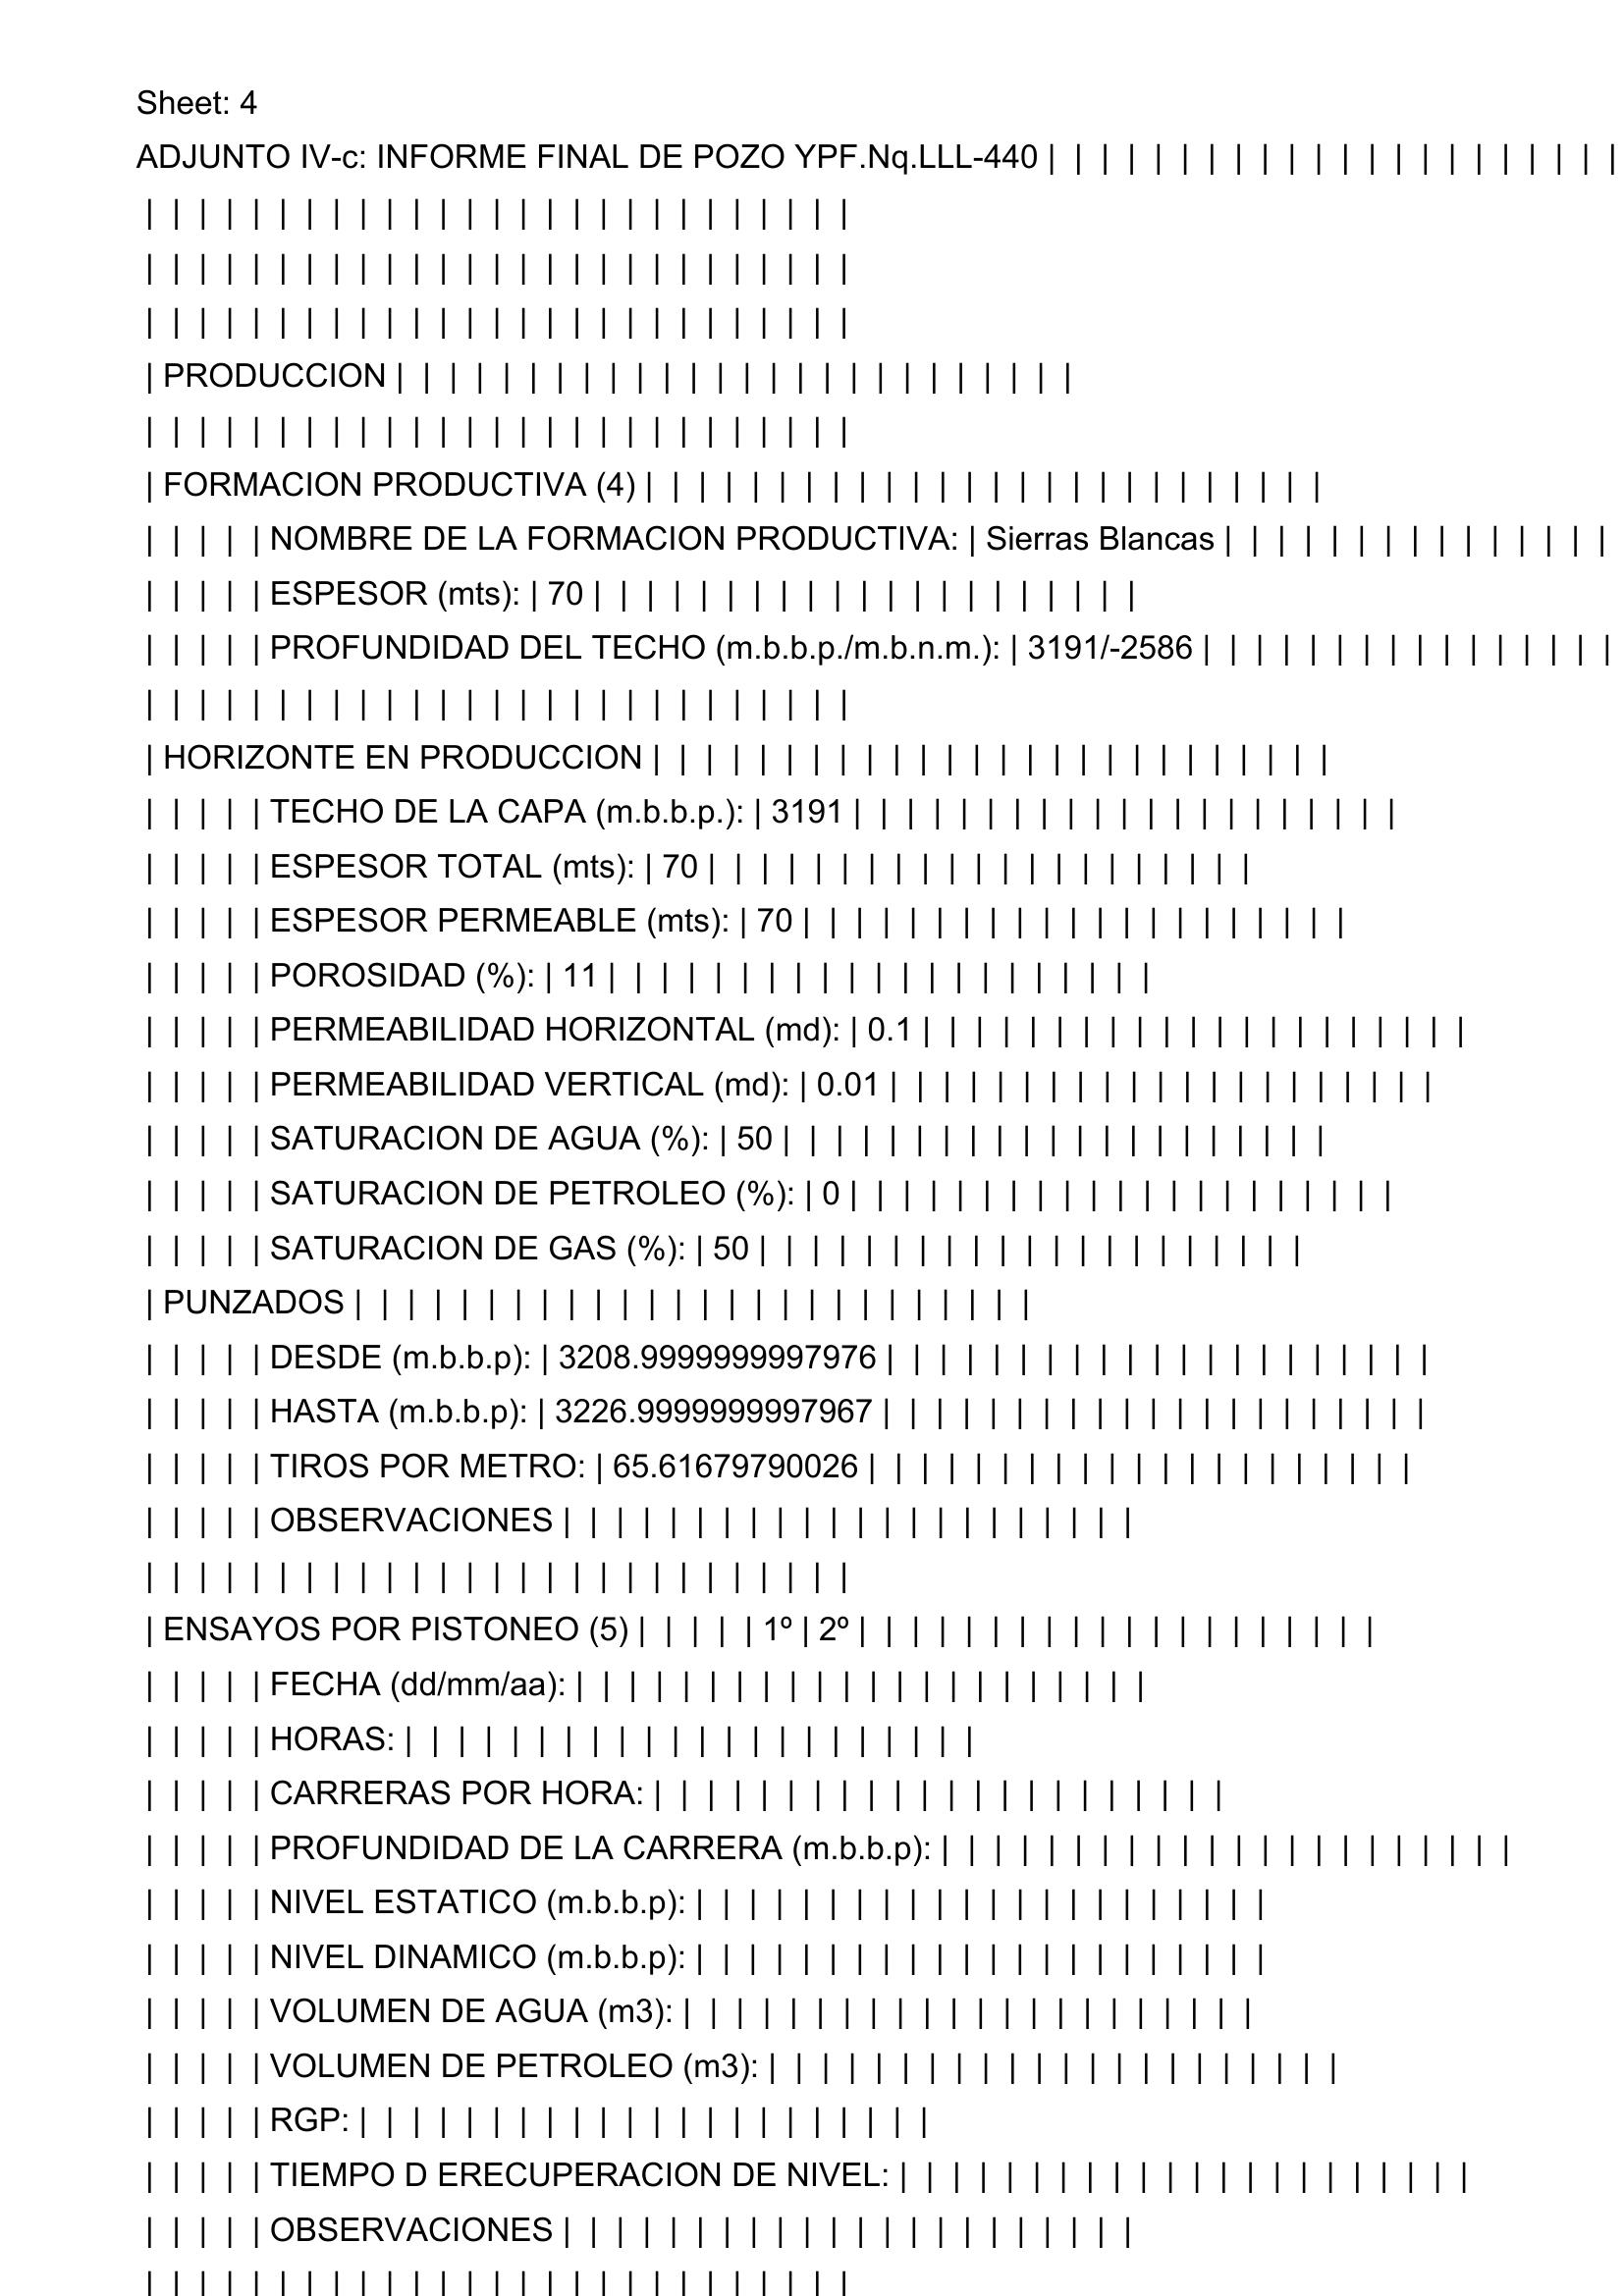 Sheet: 4
ADJUNTO IV-c: INFORME FINAL DE POZO YPF.Nq.LLL-440 | | | | | | | | | | | | | | | | | | | | | |
| | | | | | | | | | | | | | | | | | | | | | | | | | |
| | | | | | | | | | | | | | | | | | | | | | | | | | |
| | | | | | | | | | | | | | | | | | | | | | | | | | |
| PRODUCCION | | | | | | | | | | | | | | | | | | | | | | | | | |
| | | | | | | | | | | | | | | | | | | | | | | | | | |
| FORMACION PRODUCTIVA (4) | | | | | | | | | | | | | | | | | | | | | | | | | |
| | | | | NOMBRE DE LA FORMACION PRODUCTIVA: | Sierras Blancas | | | | | | | | | | | | | | |
| | | | | ESPESOR (mts): | 70 | | | | | | | | | | | | | | | | | | | | |
| | | | | PROFUNDIDAD DEL TECHO (m.b.b.p./m.b.n.m.): | 3191/-2586 | | | | | | | | | | | | | | | |
| | | | | | | | | | | | | | | | | | | | | | | | | | |
| HORIZONTE EN PRODUCCION | | | | | | | | | | | | | | | | | | | | | | | | | |
| | | | | TECHO DE LA CAPA (m.b.b.p.): | 3191 | | | | | | | | | | | | | | | | | | | | |
| | | | | ESPESOR TOTAL (mts): | 70 | | | | | | | | | | | | | | | | | | | | |
| | | | | ESPESOR PERMEABLE (mts): | 70 | | | | | | | | | | | | | | | | | | | | |
| | | | | POROSIDAD (%): | 11 | | | | | | | | | | | | | | | | | | | | |
| | | | | PERMEABILIDAD HORIZONTAL (md): | 0.1 | | | | | | | | | | | | | | | | | | | | |
| | | | | PERMEABILIDAD VERTICAL (md): | 0.01 | | | | | | | | | | | | | | | | | | | | |
| | | | | SATURACION DE AGUA (%): | 50 | | | | | | | | | | | | | | | | | | | | |
| | | | | SATURACION DE PETROLEO (%): | 0 | | | | | | | | | | | | | | | | | | | | |
| | | | | SATURACION DE GAS (%): | 50 | | | | | | | | | | | | | | | | | | | | |
| PUNZADOS | | | | | | | | | | | | | | | | | | | | | | | | | |
| | | | | DESDE (m.b.b.p): | 3208.9999999997976 | | | | | | | | | | | | | | | | | | | | |
| | | | | HASTA (m.b.b.p): | 3226.9999999997967 | | | | | | | | | | | | | | | | | | | | |
| | | | | TIROS POR METRO: | 65.61679790026 | | | | | | | | | | | | | | | | | | | | |
| | | | | OBSERVACIONES | | | | | | | | | | | | | | | | | | | | | |
| | | | | | | | | | | | | | | | | | | | | | | | | | |
| ENSAYOS POR PISTONEO (5) | | | | | 1º | 2º | | | | | | | | | | | | | | | | | | | |
| | | | | FECHA (dd/mm/aa): | | | | | | | | | | | | | | | | | | | | | |
| | | | | HORAS: | | | | | | | | | | | | | | | | | | | | | |
| | | | | CARRERAS POR HORA: | | | | | | | | | | | | | | | | | | | | | |
| | | | | PROFUNDIDAD DE LA CARRERA (m.b.b.p): | | | | | | | | | | | | | | | | | | | | | |
| | | | | NIVEL ESTATICO (m.b.b.p): | | | | | | | | | | | | | | | | | | | | | |
| | | | | NIVEL DINAMICO (m.b.b.p): | | | | | | | | | | | | | | | | | | | | | |
| | | | | VOLUMEN DE AGUA (m3): | | | | | | | | | | | | | | | | | | | | | |
| | | | | VOLUMEN DE PETROLEO (m3): | | | | | | | | | | | | | | | | | | | | | |
| | | | | RGP: | | | | | | | | | | | | | | | | | | | | | |
| | | | | TIEMPO D ERECUPERACION DE NIVEL: | | | | | | | | | | | | | | | | | | | | | |
| | | | | OBSERVACIONES | | | | | | | | | | | | | | | | | | | | | |
| | | | | | | | | | | | | | | | | | | | | | | | | | |